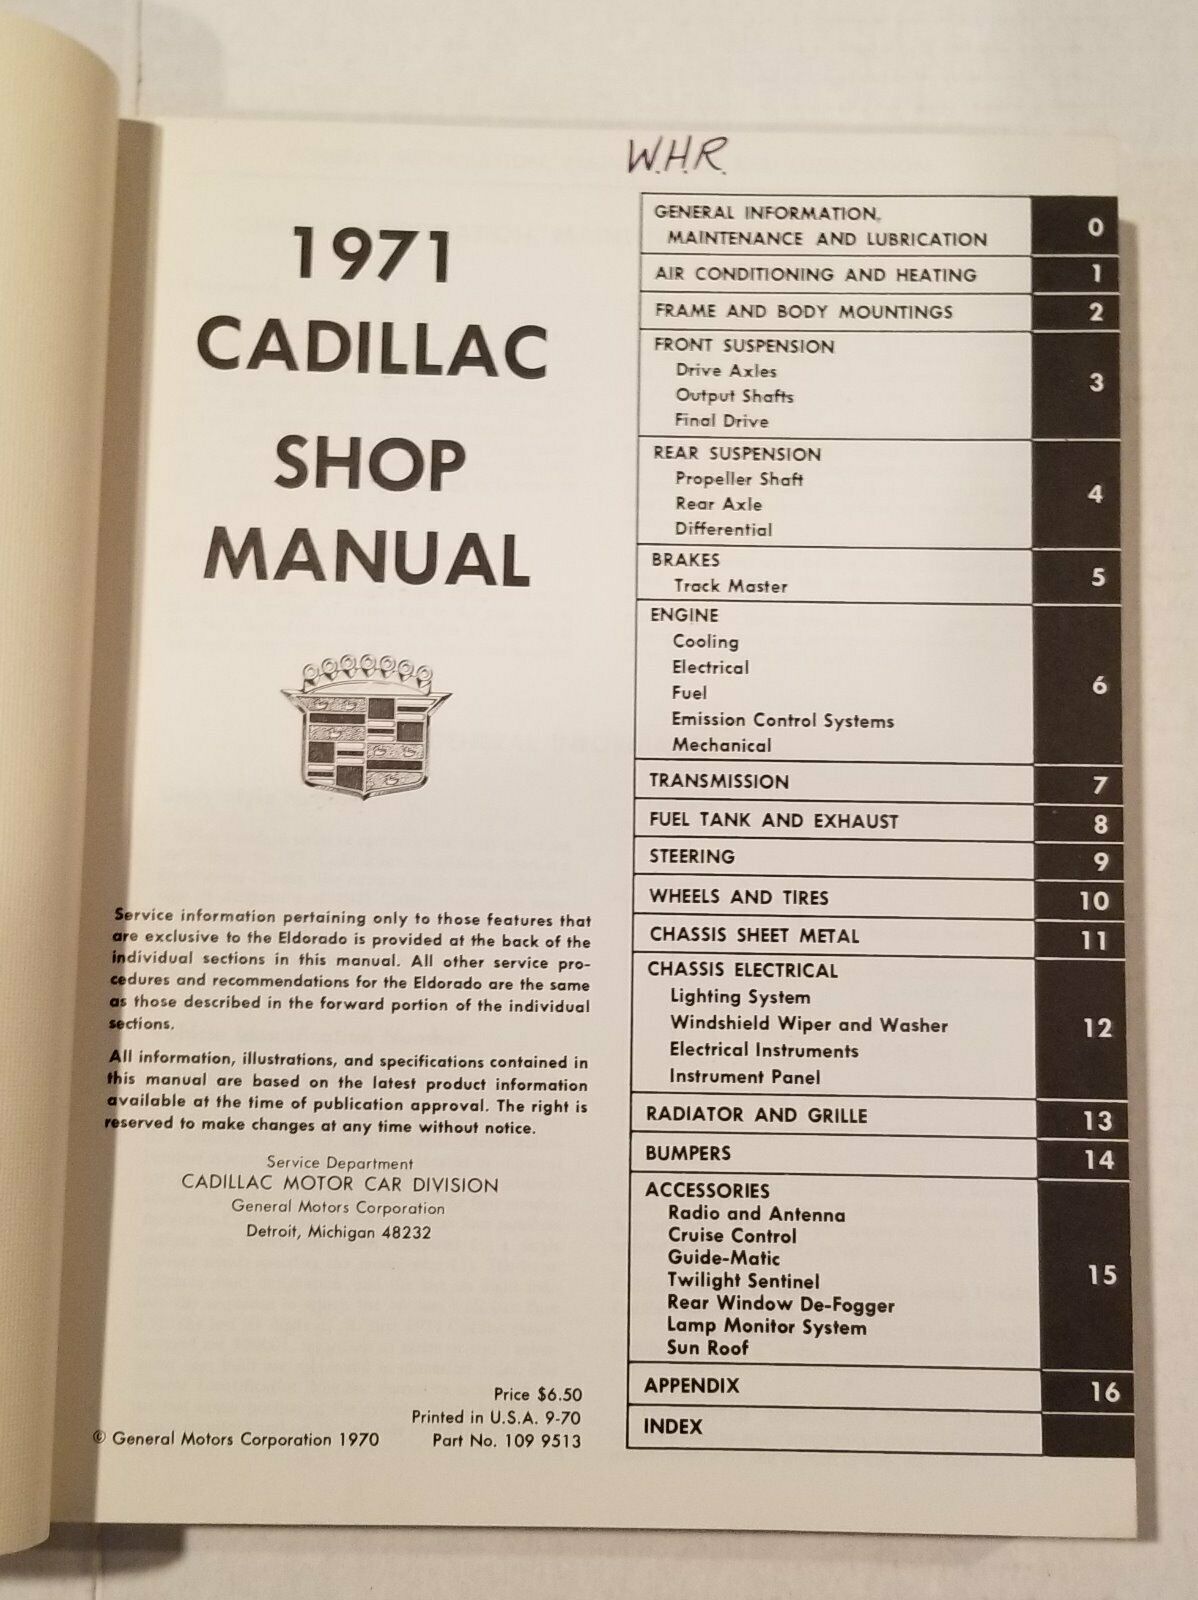 W.H.R.
1971
CADILLAC
SHOP
MANUAL
Service information pertaining only to those features that
are exclusive to the Eldorado is provided at the back of the
individual sections in this manual. All other service pro-
cedures and recommendations for the Eldorado are the same
as those described in the forward portion of the individual
sections.
All information, illustrations, and specifications contained in
this manual are based on the latest product information
available at the time of publication approval. The right is
reserved to make changes at any time without notice.
Service Department
CADILLAC MOTOR CAR DIVISION
General Motors Corporation
Detroit, Michigan 48232
Price $6.50
Printed in U.S.A. 9-70
© General Motors Corporation 1970 Part No. 109 9513
GENERAL INFORMATION,
MAINTENANCE AND LUBRICATION 0
AIR CONDITIONING AND HEATING 1
FRAME AND BODY MOUNTINGS 2
FRONT SUSPENSION
Drive Axles
Output Shafts
Final Drive
3
REAR SUSPENSION
Propeller Shaft
Rear Axle
Differential
4
BRAKES
Track Master
5
ENGINE
Cooling
Electrical
Fuel
Emission Control Systems
Mechanical
6
TRANSMISSION 7
FUEL TANK AND EXHAUST 8
STEERING 9
WHEELS AND TIRES 10
CHASSIS SHEET METAL 11
CHASSIS ELECTRICAL
Lighting System
Windshield Wiper and Washer
Electrical Instruments
Instrument Panel
12
RADIATOR AND GRILLE 13
BUMPERS 14
ACCESSORIES
Radio and Antenna
Cruise Control
Guide-Matic
Twilight Sentinel
Rear Window De-Fogger
Lamp Monitor System
Sun Roof
15
APPENDIX 16
INDEX